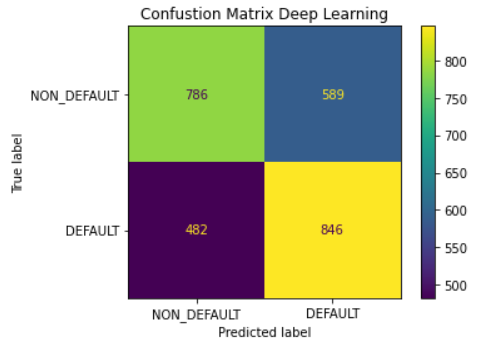 Confustion Matrix Deep Learning
NON_DEFAULT 786 589
DEFAULT 482 846
NON_DEFAULT DEFAULT
Predicted label
True label
800
750
700
650
600
550
500